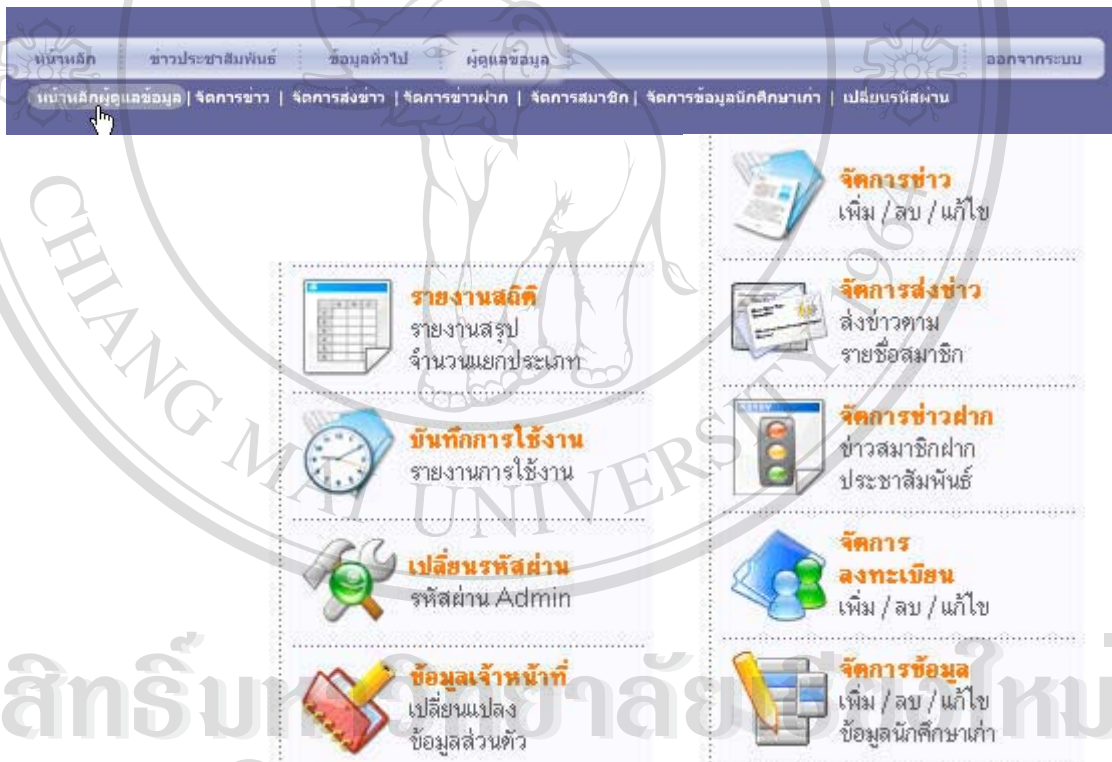 หน้าหลัก ข่าวประชาสัมพันธ์ ข้อมูลทั่วไป ผู้ดูแลข้อมูล ออกจากระบบ
หน้าหลักผู้ดูแลข้อมูล | จัดการข่าว | จัดการส่งข่าว | จัดการข่าวฝาก | จัดการสมาชิก | จัดการข้อมูลนักศึกษาเก่า | เปลี่ยนรหัสผ่าน
รายงานสถิติ
รายงานสรุป
จำนวนแยกประเภท
บันทึกการใช้งาน
รายงานการใช้งาน
เปลี่ยนรหัสผ่าน
รหัสผ่าน Admin
ข้อมูลเจ้าหน้าที่
เปลี่ยนแปลง
ข้อมูลส่วนตัว
จัดการข่าว
เพิ่ม / ลบ / แก้ไข
จัดการส่งข่าว
ส่งข่าวตาม
รายชื่อสมาชิก
จัดการข่าวฝาก
ข่าวสมาชิกฝาก
ประชาสัมพันธ์
จัดการ
ลงทะเบียน
เพิ่ม / ลบ / แก้ไข
จัดการข้อมูล
เพิ่ม / ลบ / แก้ไข
ข้อมูลนักศึกษาเก่า
CHIANG MAI UNIVERSITY 1964